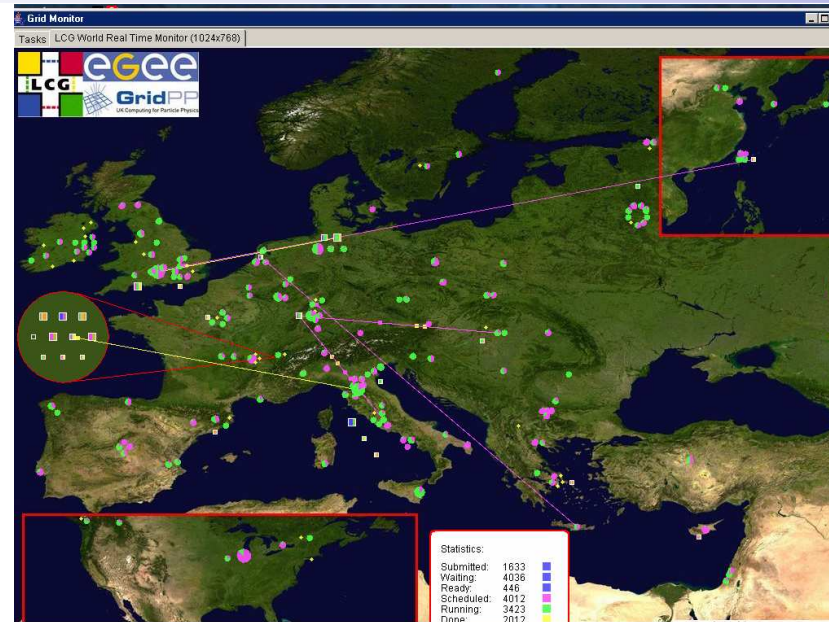 Grid Monitor
Tasks LCG World Real Time Monitor (1024x768)
LCG
eGee
GridPP
UK Computing for Particle Physics
Statistics:
Submitted: 1633
Waiting: 4036
Ready: 446
Scheduled: 4012
Running: 3423
Done: 2012